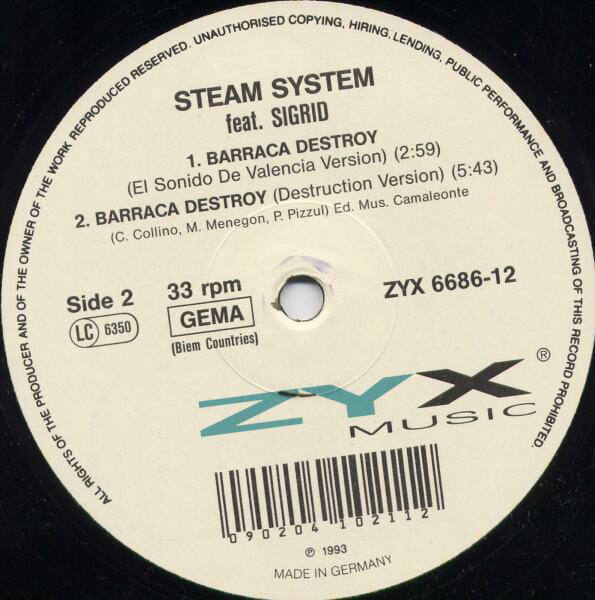 ALL RIGHTS OF THE PRODUCER AND OF THE OWNER OF THE WORK REPRODUCED RESERVED. UNAUTHORISED COPYING, HIRING, LENDING, PUBLIC PERFORMANCE AND BROADCASTING OF THIS RECORD PROHIBITED.
STEAM SYSTEM
feat. SIGRID
1. BARRACA DESTROY
(El Sonido De Valencia Version) (2:59)
2. BARRACA DESTROY (Destruction Version) (5:43)
(C. Collino, M. Menegon, P. Pizzul) Ed. Mus. Camaleonte
Side 2
33 rpm
ZYX 6686-12
LC 6350
GEMA
(Biem Countries)
ZYX ®
MUSIC
090204 102112
℗ 1993
MADE IN GERMANY